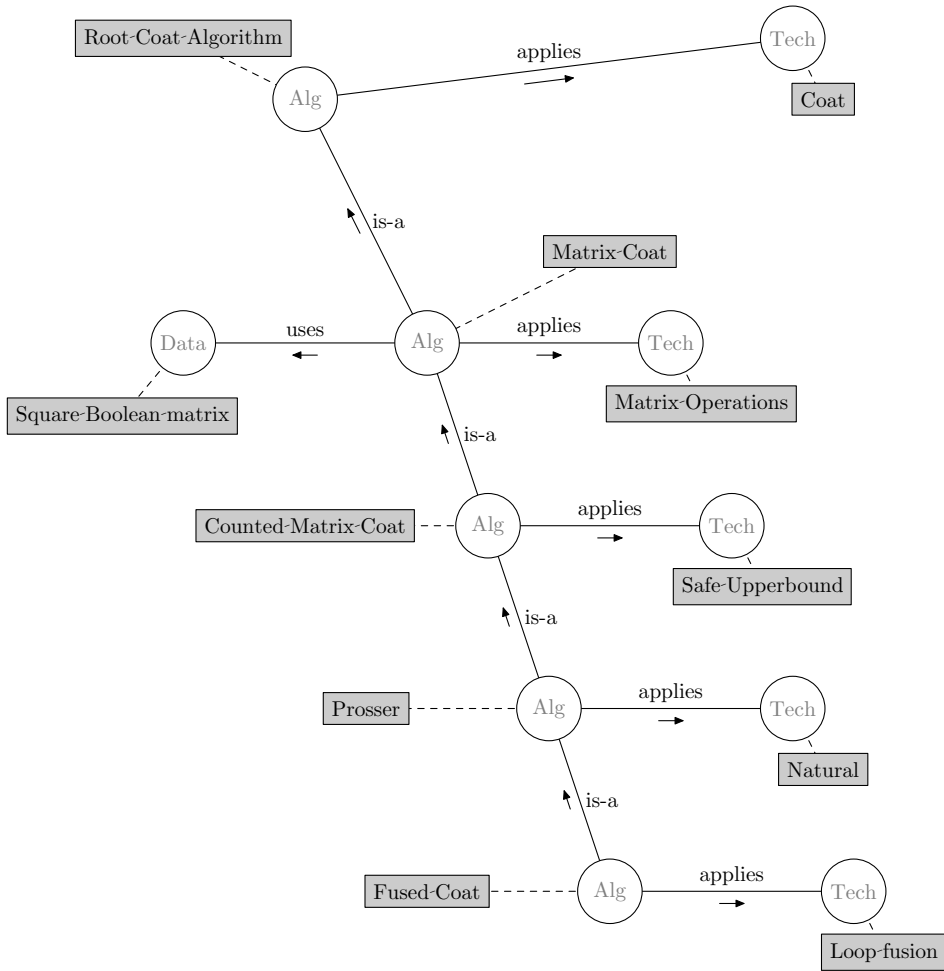 Root-Coat-Algorithm
applies
Tech
Alg
Coat
is-a
Matrix-Coat
Data
uses
Alg
applies
Tech
Square-Boolean-matrix
Matrix-Operations
is-a
Counted-Matrix-Coat
Alg
applies
Tech
Safe-Upperbound
is-a
Prosser
Alg
applies
Tech
Natural
is-a
Fused-Coat
Alg
applies
Tech
Loop-fusion